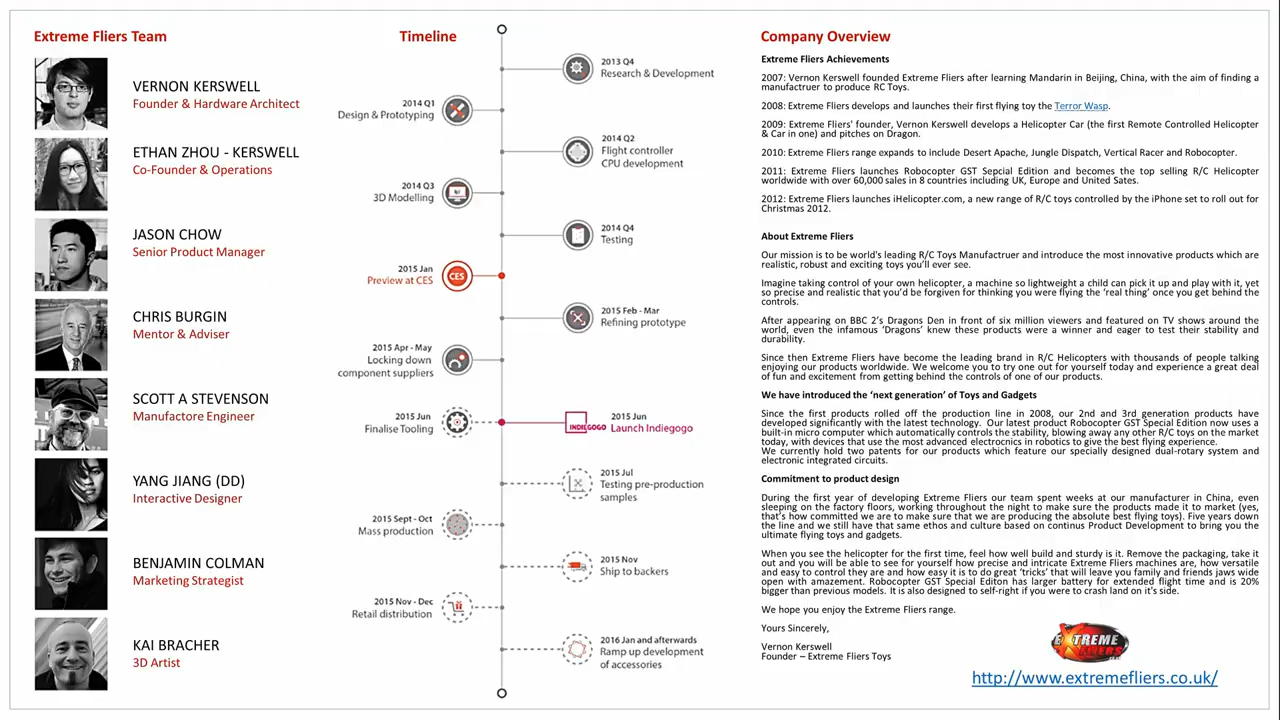 Extreme Fliers Team
VERNON KERSWELL
Founder & Hardware Architect
ETHAN ZHOU - KERSWELL
Co-Founder & Operations
JASON CHOW
Senior Product Manager
CHRIS BURGIN
Mentor & Adviser
SCOTT A STEVENSON
Manufactore Engineer
YANG JIANG (DD)
Interactive Designer
BENJAMIN COLMAN
Marketing Strategist
KAI BRACHER
3D Artist
Timeline
2013 Q4
Research & Development
2014 Q1
Design & Prototyping
2014 Q2
Flight controller
CPU development
2014 Q3
3D Modelling
2014 Q4
Testing
2015 Jan
Preview at CES
CES
2015 Feb - Mar
Refining prototype
2015 Apr - May
Locking down
component suppliers
2015 Jun
Finalise Tooling
INDIEGOGO
2015 Jun
Launch Indiegogo
2015 Jul
Testing pre-production
samples
2015 Sept - Oct
Mass production
2015 Nov
Ship to backers
2015 Nov - Dec
Retail distribution
2016 Jan and afterwards
Ramp up development
of accessories
Company Overview
Extreme Fliers Achievements
2007: Vernon Kerswell founded Extreme Fliers after learning Mandarin in Beijing, China, with the aim of finding a
manufactruer to produce RC Toys.
2008: Extreme Fliers develops and launches their first flying toy the Terror Wasp.
2009: Extreme Fliers' founder, Vernon Kerswell develops a Helicopter Car (the first Remote Controlled Helicopter
& Car in one) and pitches on Dragon.
2010: Extreme Fliers range expands to include Desert Apache, Jungle Dispatch, Vertical Racer and Robocopter.
2011: Extreme Fliers launches Robocopter GST Sepcial Edition and becomes the top selling R/C Helicopter
worldwide with over 60,000 sales in 8 countries including UK, Europe and United Sates.
2012: Extreme Fliers launches iHelicopter.com, a new range of R/C toys controlled by the iPhone set to roll out for
Christmas 2012.
About Extreme Fliers
Our mission is to be world's leading R/C Toys Manufactruer and introduce the most innovative products which are
realistic, robust and exciting toys you'll ever see.
Imagine taking control of your own helicopter, a machine so lightweight a child can pick it up and play with it, yet
so precise and realistic that you'd be forgiven for thinking you were flying the 'real thing' once you get behind the
controls.
After appearing on BBC 2's Dragons Den in front of six million viewers and featured on TV shows around the
world, even the infamous 'Dragons' knew these products were a winner and eager to test their stability and
durability.
Since then Extreme Fliers have become the leading brand in R/C Helicopters with thousands of people talking
enjoying our products worldwide. We welcome you to try one out for yourself today and experience a great deal
of fun and excitement from getting behind the controls of one of our products.
We have introduced the 'next generation' of Toys and Gadgets
Since the first products rolled off the production line in 2008, our 2nd and 3rd generation products have
developed significantly with the latest technology. Our latest product Robocopter GST Special Edition now uses a
built-in micro computer which automatically controls the stability, blowing away any other R/C toys on the market
today, with devices that use the most advanced electrocnics in robotics to give the best flying experience.
We currently hold two patents for our products which feature our specially designed dual-rotary system and
electronic integrated circuits.
Commitment to product design
During the first year of developing Extreme Fliers our team spent weeks at our manufacturer in China, even
sleeping on the factory floors, working throughout the night to make sure the products made it to market (yes,
that's how committed we are to make sure that we are producing the absolute best flying toys). Five years down
the line and we still have that same ethos and culture based on continus Product Development to bring you the
ultimate flying toys and gadgets.
When you see the helicopter for the first time, feel how well build and sturdy is it. Remove the packaging, take it
out and you will be able to see for yourself how precise and intricate Extreme Fliers machines are, how versatile
and easy to control they are and how easy it is to do great 'tricks' that will leave you family and friends jaws wide
open with amazement. Robocopter GST Special Editon has larger battery for extended flight time and is 20%
bigger than previous models. It is also designed to self-right if you were to crash land on it's side.
We hope you enjoy the Extreme Fliers range.
Yours Sincerely,
Vernon Kerswell
Founder – Extreme Fliers Toys
EXTREME
FLIERS
http://www.extremefliers.co.uk/